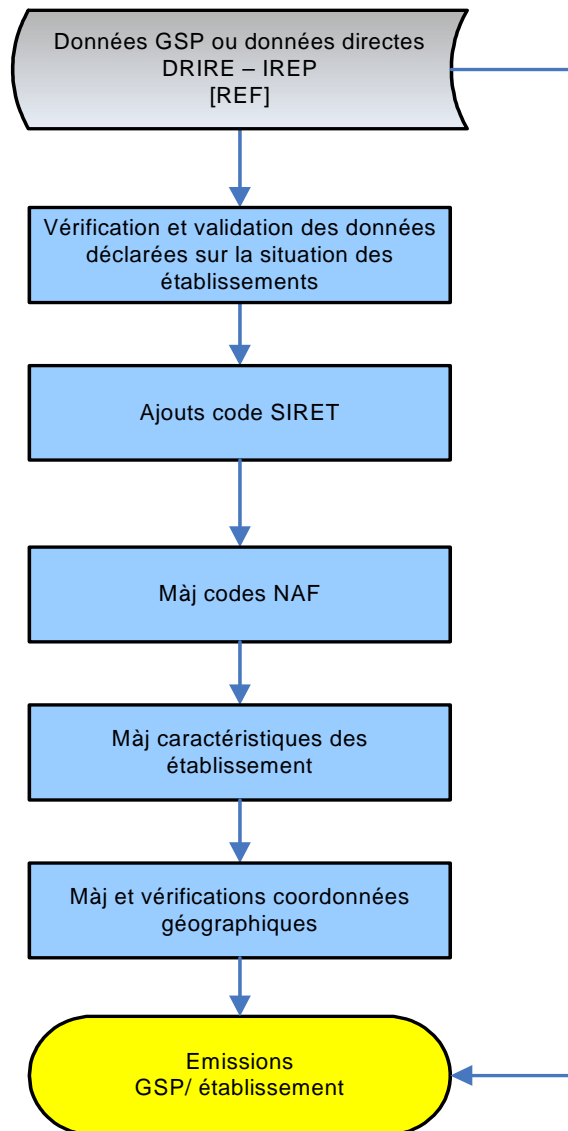 Données GSP ou données directes
DRIRE – IREP
[REF]
Vérification et validation des données
déclarées sur la situation des
établissements
Ajouts code SIRET
Màj codes NAF
Màj caractéristiques des
établissement
Màj et vérifications coordonnées
géographiques
Emissions
GSP/ établissement